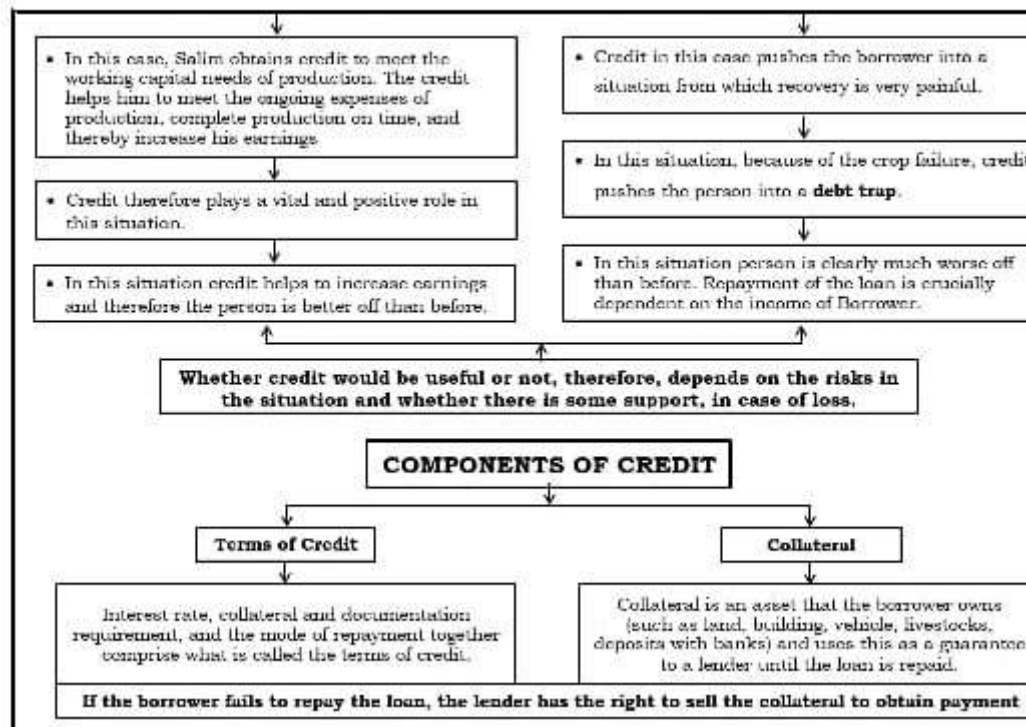 • In this case, Salim obtains credit to meet the
working capital needs of production. The credit
helps him to meet the ongoing expenses of
production, complete production on time, and
thereby increase his earnings
• Credit therefore plays a vital and positive role in
this situation.
• In this situation credit helps to increase earnings
and therefore the person is better off than before.
• Credit in this case pushes the borrower into a
situation from which recovery is very painful.
• In this situation, because of the crop failure, credit
pushes the person into a debt trap.
• In this situation person is clearly much worse off
than before. Repayment of the loan is crucially
dependent on the income of Borrower.
Whether credit would be useful or not, therefore, depends on the risks in
the situation and whether there is some support, in case of loss.
COMPONENTS OF CREDIT
Terms of Credit
Interest rate, collateral and documentation
requirement, and the mode of repayment together
comprise what is called the terms of credit.
Collateral
Collateral is an asset that the borrower owns
(such as land, building, vehicle, livestocks,
deposits with banks) and uses this as a guarantee
to a lender until the loan is repaid.
If the borrower fails to repay the loan, the lender has the right to sell the collateral to obtain payment